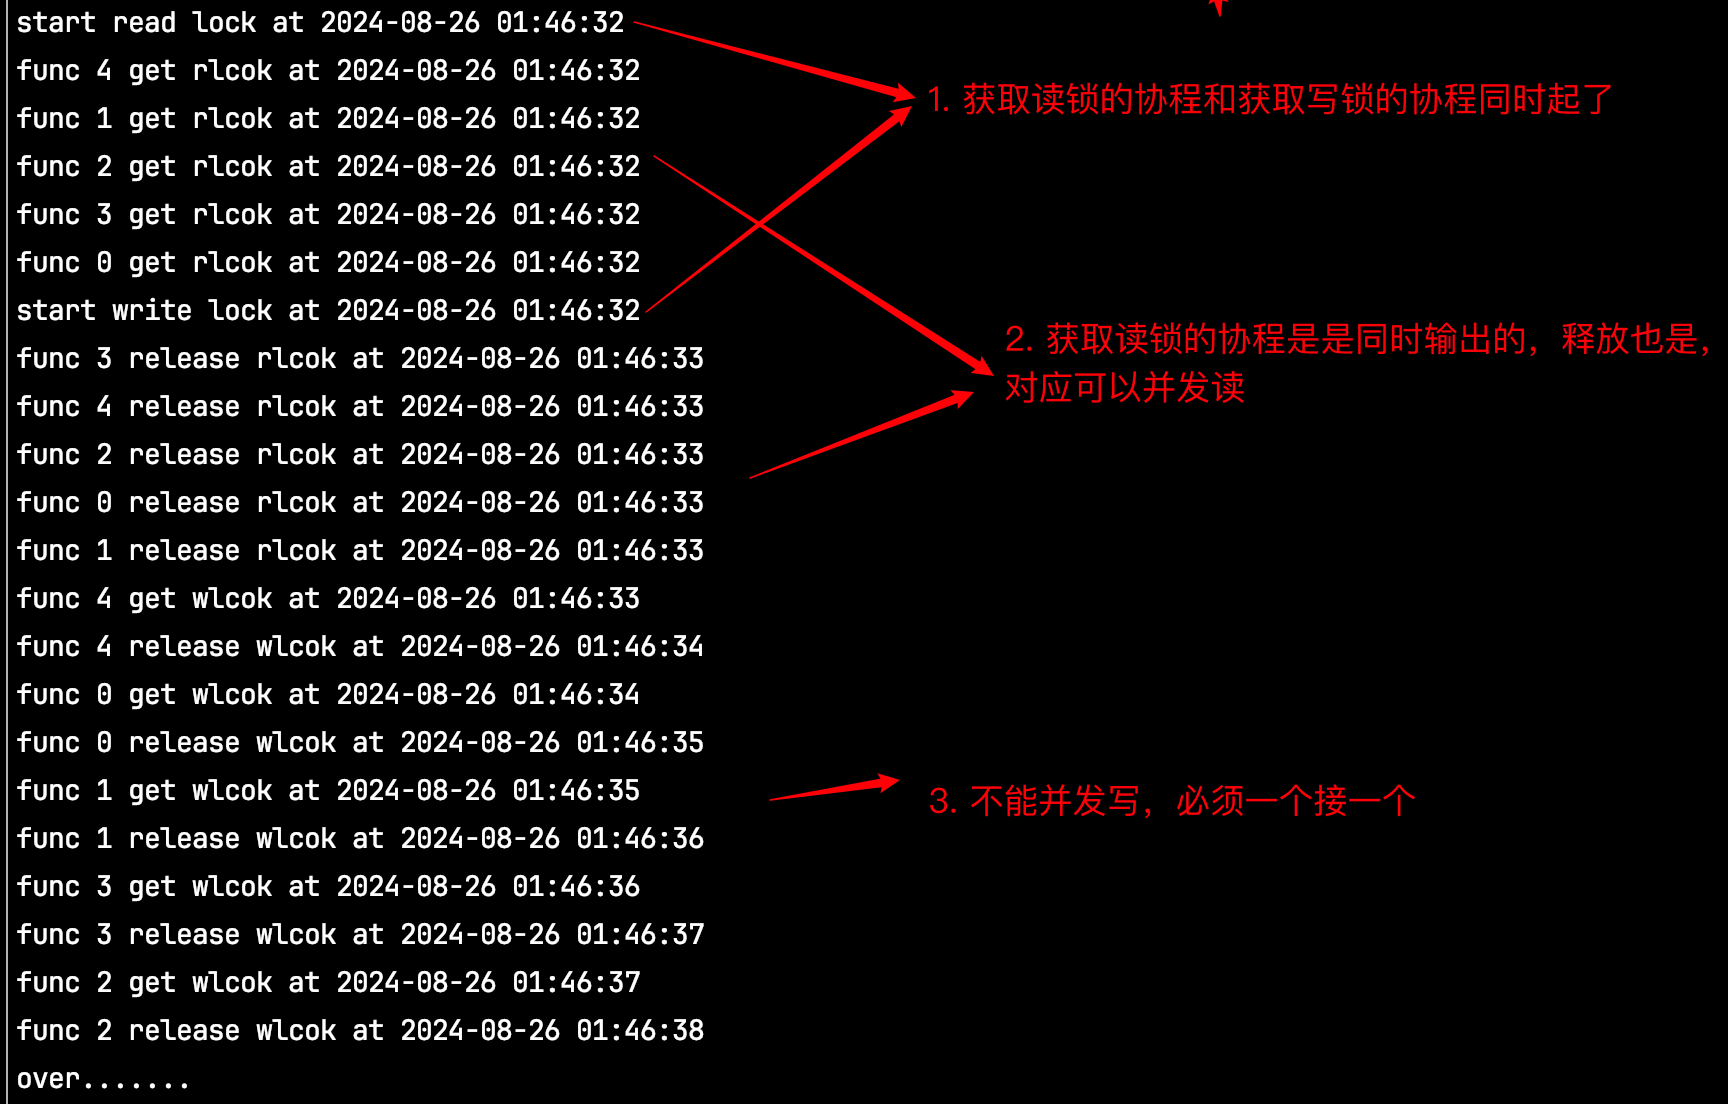 start read lock at 2024-08-26 01:46:32
func 4 get rlcok at 2024-08-26 01:46:32
1. 获取读锁的协程和获取写锁的协程同时起了
func 1 get rlcok at 2024-08-26 01:46:32
func 2 get rlcok at 2024-08-26 01:46:32
func 3 get rlcok at 2024-08-26 01:46:32
func 0 get rlcok at 2024-08-26 01:46:32
start write lock at 2024-08-26 01:46:32
2. 获取读锁的协程是是同时输出的，释放也是，
对应可以并发读
func 3 release rlcok at 2024-08-26 01:46:33
func 4 release rlcok at 2024-08-26 01:46:33
func 2 release rlcok at 2024-08-26 01:46:33
func 0 release rlcok at 2024-08-26 01:46:33
func 1 release rlcok at 2024-08-26 01:46:33
func 4 get wlcok at 2024-08-26 01:46:33
func 4 release wlcok at 2024-08-26 01:46:34
func 0 get wlcok at 2024-08-26 01:46:34
func 0 release wlcok at 2024-08-26 01:46:35
func 1 get wlcok at 2024-08-26 01:46:35
3. 不能并发写，必须一个接一个
func 1 release wlcok at 2024-08-26 01:46:36
func 3 get wlcok at 2024-08-26 01:46:36
func 3 release wlcok at 2024-08-26 01:46:37
func 2 get wlcok at 2024-08-26 01:46:37
func 2 release wlcok at 2024-08-26 01:46:38
over.......